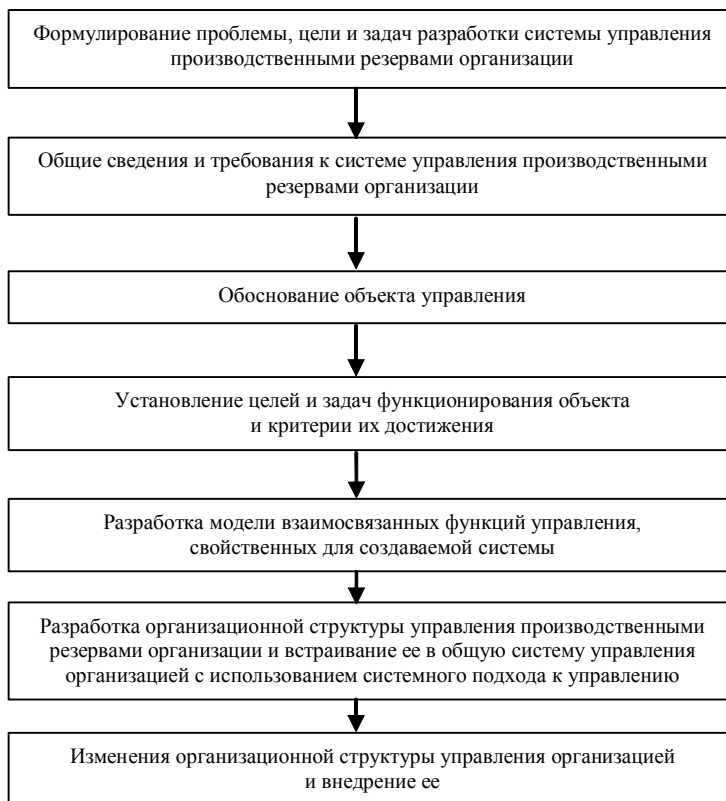 Формулирование проблемы, цели и задач разработки системы управления
производственными резервами организации
Общие сведения и требования к системе управления производственными
резервами организации
Обоснование объекта управления
Установление целей и задач функционирования объекта
и критерии их достижения
Разработка модели взаимосвязанных функций управления,
свойственных для создаваемой системы
Разработка организационной структуры управления производственными
резервами организации и встраивание ее в общую систему управления
организацией с использованием системного подхода к управлению
Изменения организационной структуры управления организацией
и внедрение ее